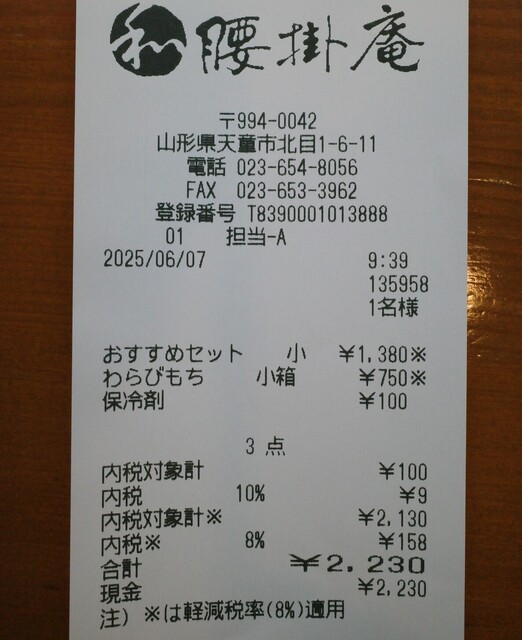 和 腰掛庵
〒994-0042
山形県天童市北目1-6-11
電話 023-654-8056
FAX 023-653-3962
登録番号 T8390001013888
01 担当-A
2025/06/07 9:39
135958
1名様
おすすめセット 小 ¥1,380※
わらびもち 小箱 ¥750※
保冷剤 ¥100
3 点
内税対象計 ¥100
内税 10% ¥9
内税対象計※ ¥2,130
内税※ 8% ¥158
合計 ¥2,230
現金 ¥2,230
注) ※は軽減税率(8%)適用